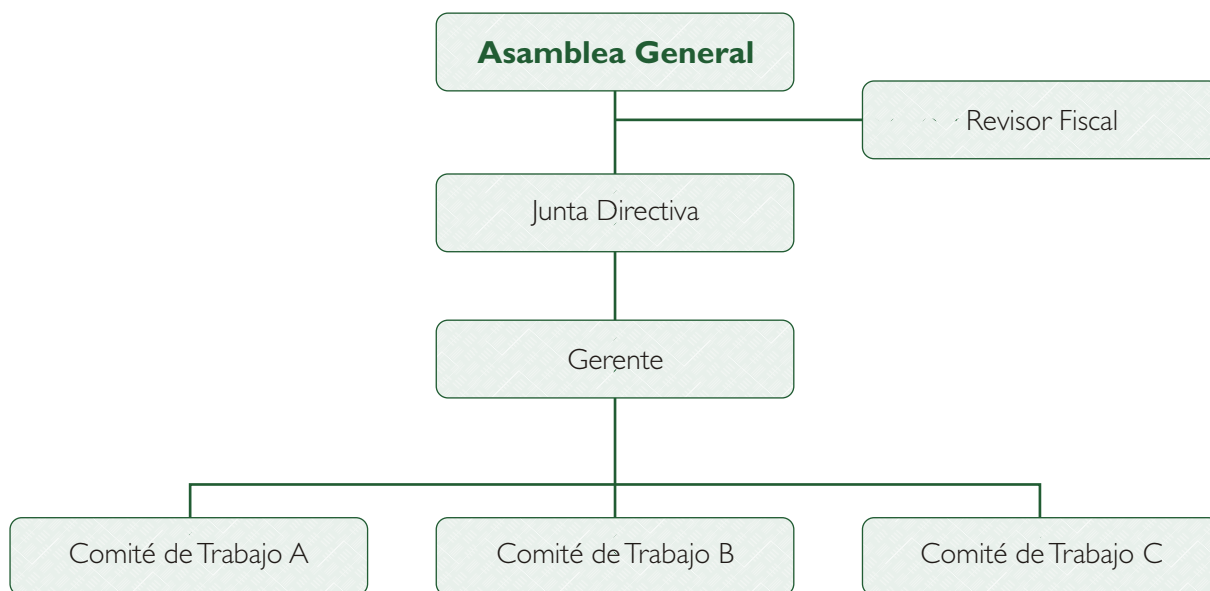 Asamblea General
Revisor Fiscal
Junta Directiva
Gerente
Comité de Trabajo A
Comité de Trabajo B
Comité de Trabajo C